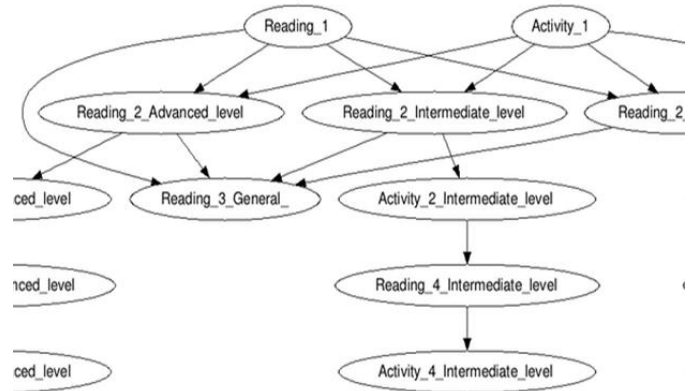 Reading_1
Activity_1
Reading_2_Advanced_level
Reading_2_Intermediate_level
Reading_2_
ced_level
Reading_3_General_
Activity_2_Intermediate_level
nced_level
Reading_4_Intermediate_level
ced_level
Activity_4_Intermediate_level